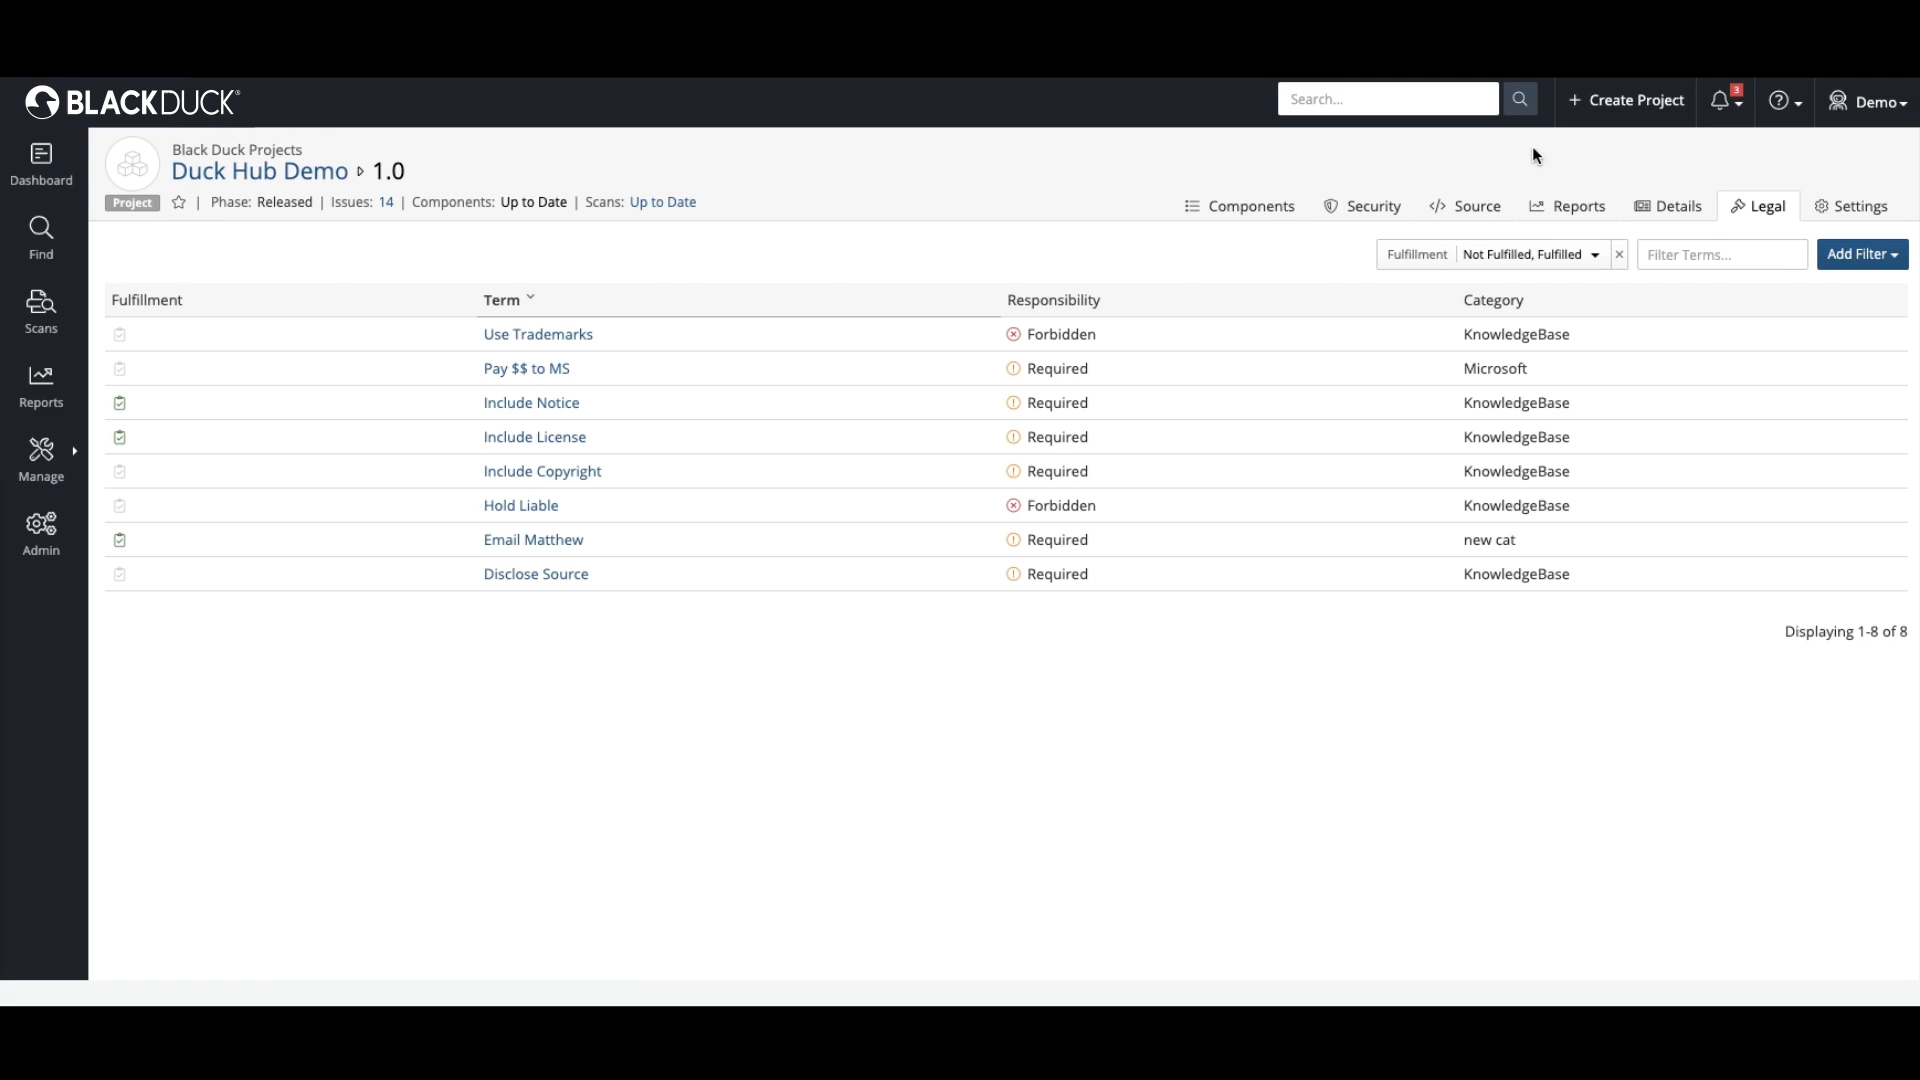 BLACKDUCK®
Search...
+ Create Project
3
Demo
Dashboard
Find
Scans
Reports
Manage
Admin
Black Duck Projects
Duck Hub Demo 1.0
Project | Phase: Released | Issues: 14 | Components: Up to Date | Scans: Up to Date
Components Security Source Reports Details Legal Settings
Fulfillment Not Fulfilled, Fulfilled × Filter Terms... Add Filter
Fulfillment Term Responsibility Category
Use Trademarks Forbidden KnowledgeBase
Pay $$ to MS Required Microsoft
Include Notice Required KnowledgeBase
Include License Required KnowledgeBase
Include Copyright Required KnowledgeBase
Hold Liable Forbidden KnowledgeBase
Email Matthew Required new cat
Disclose Source Required KnowledgeBase
Displaying 1-8 of 8